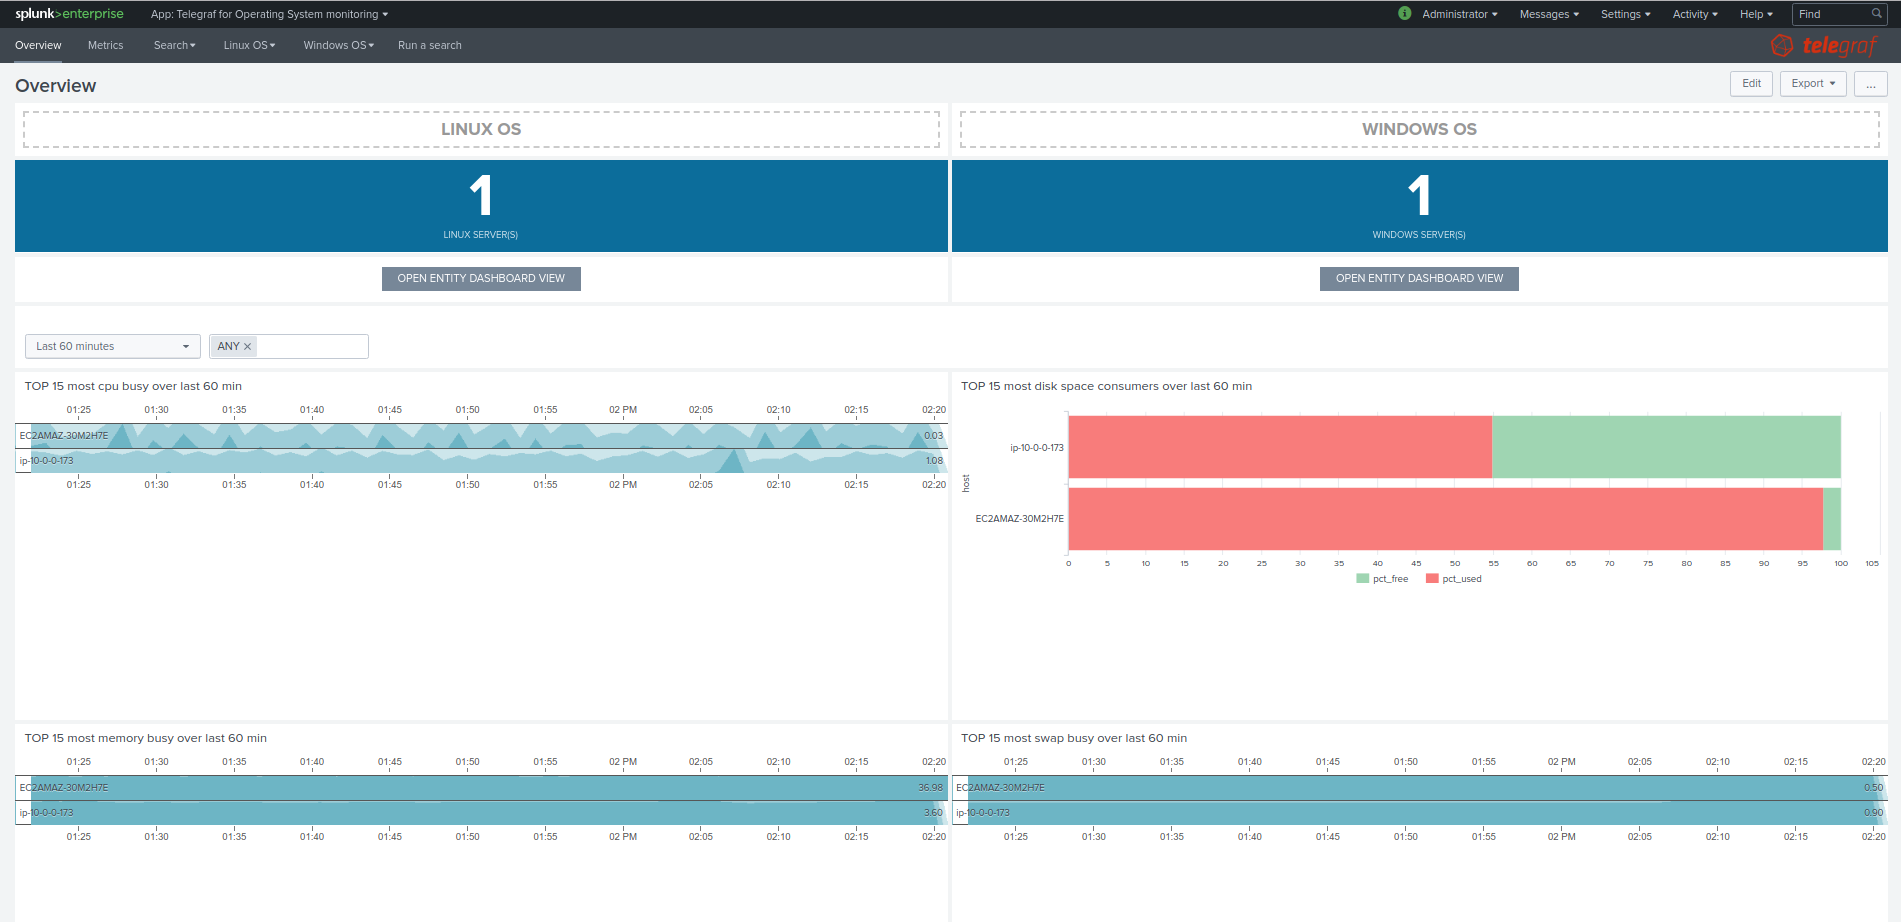 splunk>enterprise App: Telegraf for Operating System monitoring Administrator Messages Settings Activity Help Find
Overview Metrics Search Linux OS Windows OS Run a search telegraf
Overview Edit Export ...
LINUX OS WINDOWS OS
1 1
LINUX SERVER(S) WINDOWS SERVER(S)
OPEN ENTITY DASHBOARD VIEW OPEN ENTITY DASHBOARD VIEW
Last 60 minutes ANY ×
TOP 15 most cpu busy over last 60 min
01:25 01:30 01:35 01:40 01:45 01:50 01:55 02 PM 02:05 02:10 02:15 02:20
EC2AMAZ-30M2H7E 0.03
ip-10-0-0-173 1.08
01:25 01:30 01:35 01:40 01:45 01:50 01:55 02 PM 02:05 02:10 02:15 02:20
TOP 15 most disk space consumers over last 60 min
ip-10-0-0-173
host
EC2AMAZ-30M2H7E
0 5 10 15 20 25 30 35 40 45 50 55 60 65 70 75 80 85 90 95 100 105
pct_free pct_used
TOP 15 most memory busy over last 60 min
01:25 01:30 01:35 01:40 01:45 01:50 01:55 02 PM 02:05 02:10 02:15 02:20
EC2AMAZ-30M2H7E 36.98
ip-10-0-0-173 3.60
01:25 01:30 01:35 01:40 01:45 01:50 01:55 02 PM 02:05 02:10 02:15 02:20
TOP 15 most swap busy over last 60 min
01:25 01:30 01:35 01:40 01:45 01:50 01:55 02 PM 02:05 02:10 02:15 02:20
EC2AMAZ-30M2H7E 0.50
ip-10-0-0-173 0.90
01:25 01:30 01:35 01:40 01:45 01:50 01:55 02 PM 02:05 02:10 02:15 02:20